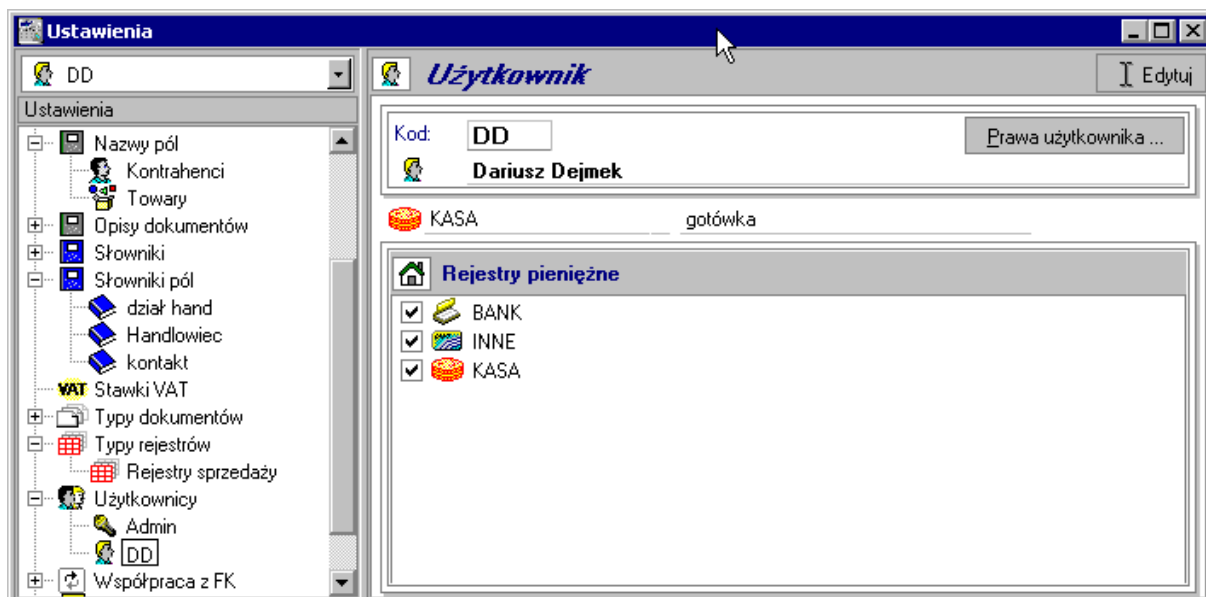 Ustawienia
DD
Ustawienia
Nazwy pól
Kontrahenci
Towary
Opisy dokumentów
Słowniki
Słowniki pól
dział hand
Handlowiec
kontakt
VAT Stawki VAT
Typy dokumentów
Typy rejestrów
Rejestry sprzedaży
Użytkownicy
Admin
DD
Współpraca z FK
Użytkownik
Edytuj
Kod: DD
Prawa użytkownika ...
Dariusz Dejmek
KASA gotówka
Rejestry pieniężne
BANK
INNE
KASA